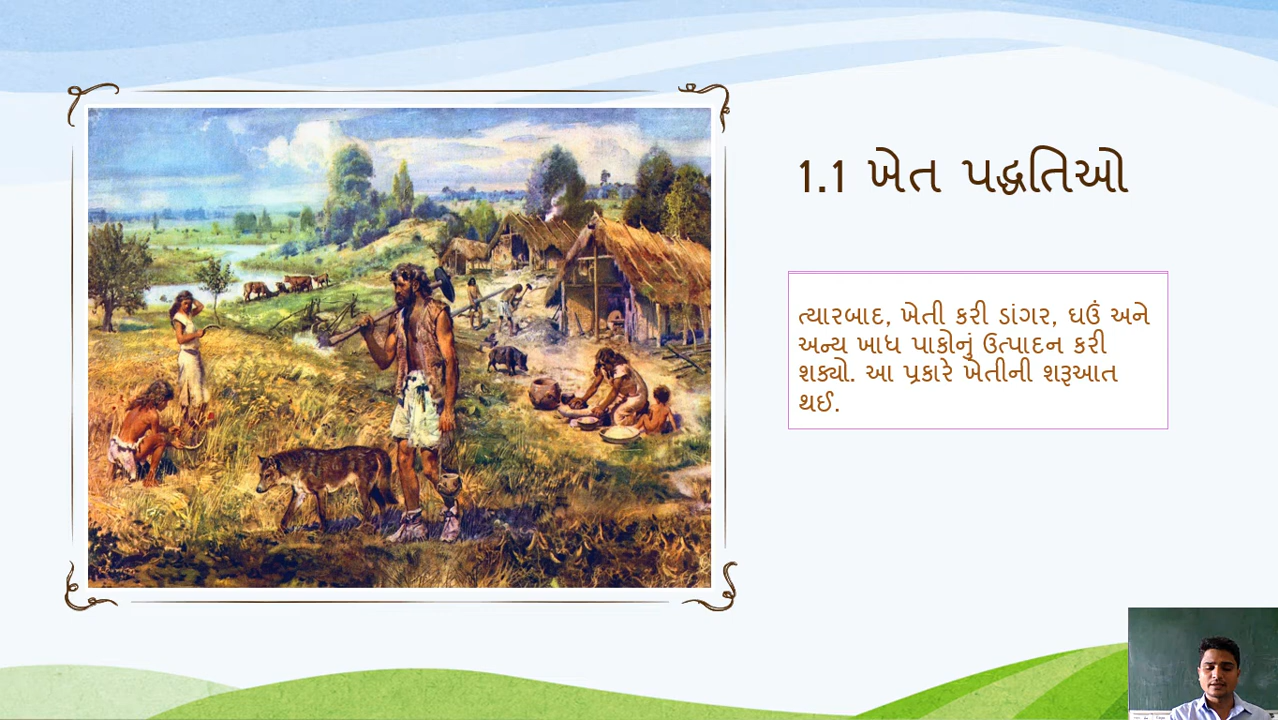 1.1 ખેત પદ્ધતિઓ
ત્યારબાદ, ખેતી કરી ડાંગર, ઘઉં અને
અન્ય ખાધ પાકોનું ઉત્પાદન કરી
શક્યો. આ પ્રકારે ખેતીની શરૂઆત
થઈ.